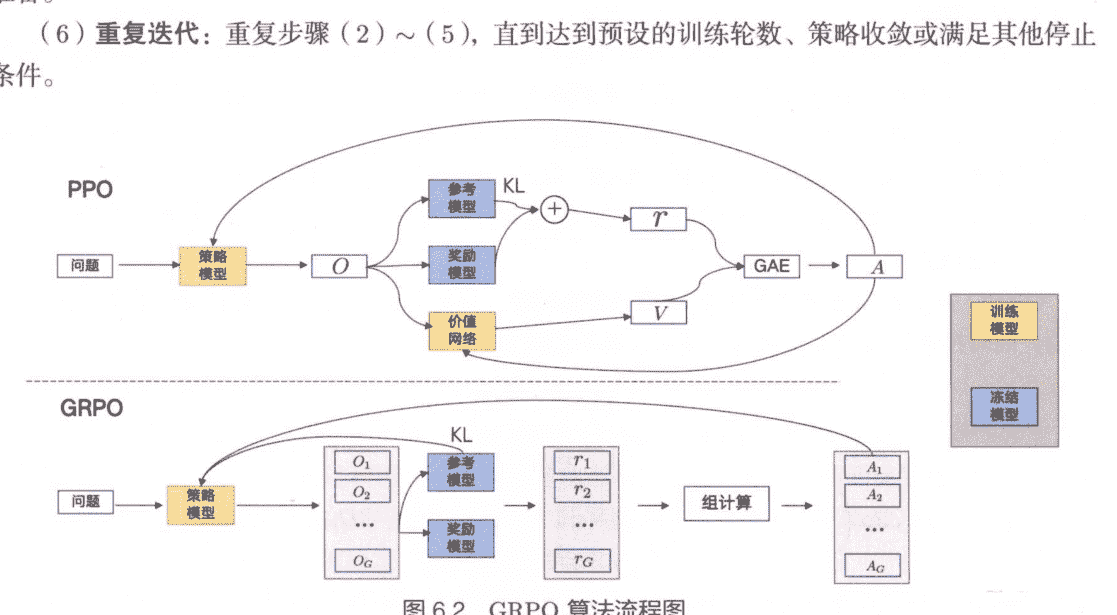 (6)重复迭代:重复步骤(2)~(5),直到达到预设的训练轮数、策略收敛或满足其他停止
条件。
PPO
问题
策略
模型
O
参考
模型
KL
奖励
模型
价值
网络
+
r
V
GAE
A
训练
模型
冻结
模型
GRPO
问题
策略
模型
O1
O2
...
OG
KL
参考
模型
奖励
模型
r1
r2
...
rG
组计算
A1
A2
...
AG
图 6.2 GRPO 算法流程图